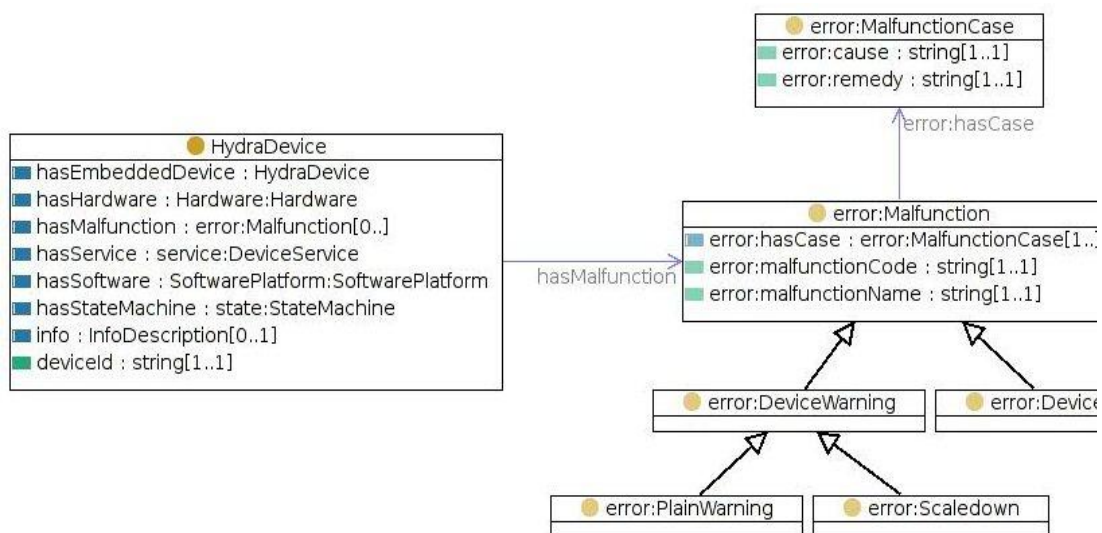 error:MalfunctionCase
error:cause : string[1..1]
error:remedy : string[1..1]
error:hasCase
HydraDevice
hasEmbeddedDevice : HydraDevice
hasHardware : Hardware:Hardware
hasMalfunction : error:Malfunction[0..]
hasService : service:DeviceService
hasSoftware : SoftwarePlatform:SoftwarePlatform
hasStateMachine : state:StateMachine
info : InfoDescription[0..1]
deviceId : string[1..1]
hasMalfunction
error:Malfunction
error:hasCase : error:MalfunctionCase[1..]
error:malfunctionCode : string[1..1]
error:malfunctionName : string[1..1]
error:DeviceWarning
error:Device
error:PlainWarning
error:Scaledown